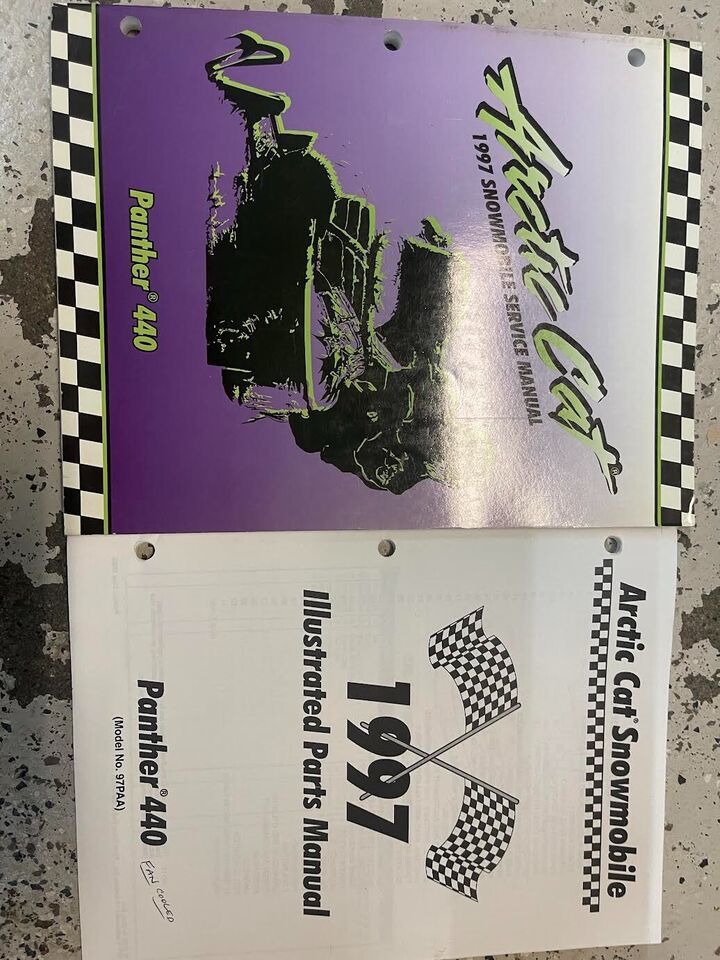 Arctic Cat®
1997 SNOWMOBILE SERVICE MANUAL
Panther® 440
Arctic Cat® Snowmobile
1997
Illustrated Parts Manual
Panther® 440
(Model No. 97PAA)
FAN COOLED